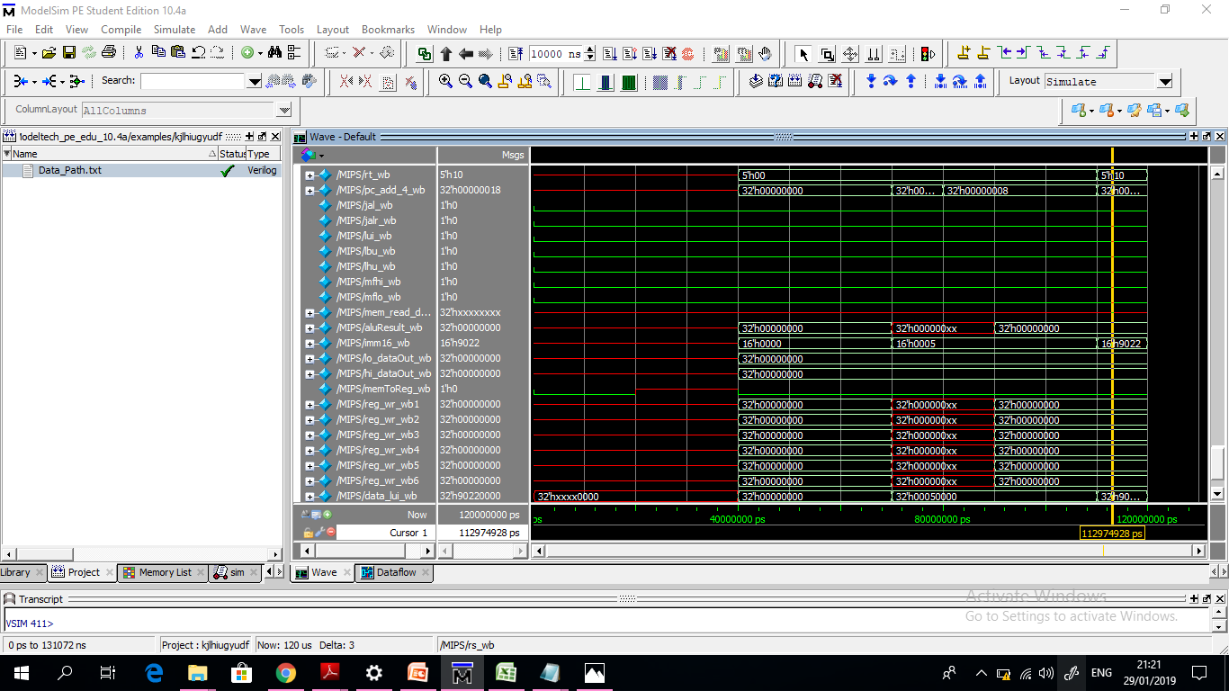 ModelSim PE Student Edition 10.4a
File Edit View Compile Simulate Add Wave Tools Layout Bookmarks Window Help
10000 ns
Search:
Layout Simulate
ColumnLayout AllColumns
lodeltech_pe_edu_10.4a/examples/kjlhiugyudf
Wave - Default
Name Status Type
Data_Path.txt Verilog
Msgs
/MIPS/rt_wb 5'h10 5'h00 5'h10
/MIPS/pc_add_4_wb 32'h00000018 32'h00000000 32'h00... 32'h00000008 32'h00...
/MIPS/jal_wb 1'h0
/MIPS/jalr_wb 1'h0
/MIPS/lui_wb 1'h0
/MIPS/lbu_wb 1'h0
/MIPS/lhu_wb 1'h0
/MIPS/mfhi_wb 1'h0
/MIPS/mflo_wb 1'h0
/MIPS/mem_read_d... 32'hxxxxxxxx
/MIPS/aluResult_wb 32'h00000000 32'h00000000 32'h000000xx 32'h00000000
/MIPS/imm16_wb 16'h9022 16'h0000 16'h0005 16'h9022
/MIPS/lo_dataOut_wb 32'h00000000 32'h00000000
/MIPS/hi_dataOut_wb 32'h00000000 32'h00000000
/MIPS/memToReg_wb 1'h0
/MIPS/reg_wr_wb1 32'h00000000 32'h00000000 32'h000000xx 32'h00000000
/MIPS/reg_wr_wb2 32'h00000000 32'h00000000 32'h000000xx 32'h00000000
/MIPS/reg_wr_wb3 32'h00000000 32'h00000000 32'h000000xx 32'h00000000
/MIPS/reg_wr_wb4 32'h00000000 32'h00000000 32'h000000xx 32'h00000000
/MIPS/reg_wr_wb5 32'h00000000 32'h00000000 32'h000000xx 32'h00000000
/MIPS/reg_wr_wb6 32'h00000000 32'h00000000 32'h000000xx 32'h00000000
/MIPS/data_lui_wb 32'h90220000 32'hxxxx0000 32'h00000000 32'h00050000 32'h90...
Now 120000000 ps ps 40000000 ps 80000000 ps 120000000 ps
Cursor 1 112974928 ps 112974928 ps
Library Project Memory List sim Wave Dataflow
Transcript
Activate Windows
Go to Settings to activate Windows.
VSIM 411>
0 ps to 131072 ns Project : kjlhiugyudf Now: 120 us Delta: 3 /MIPS/rs_wb
ENG
21:21
29/01/2019